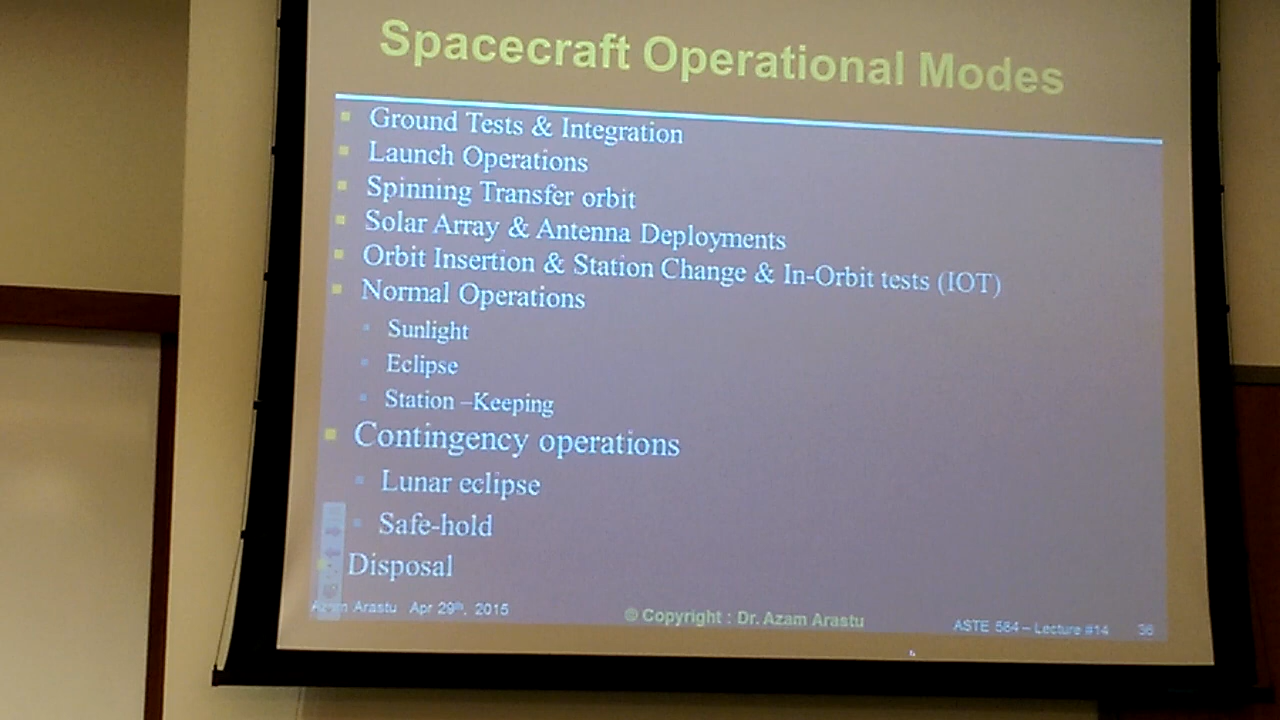 Spacecraft Operational Modes
Ground Tests & Integration
Launch Operations
Spinning Transfer orbit
Solar Array & Antenna Deployments
Orbit Insertion & Station Change & In-Orbit tests (IOT)
Normal Operations
Sunlight
Eclipse
Station –Keeping
Contingency operations
Lunar eclipse
Safe-hold
Disposal
Azam Arastu Apr 29th, 2015
© Copyright : Dr. Azam Arastu
ASTE 584 – Lecture #14
36